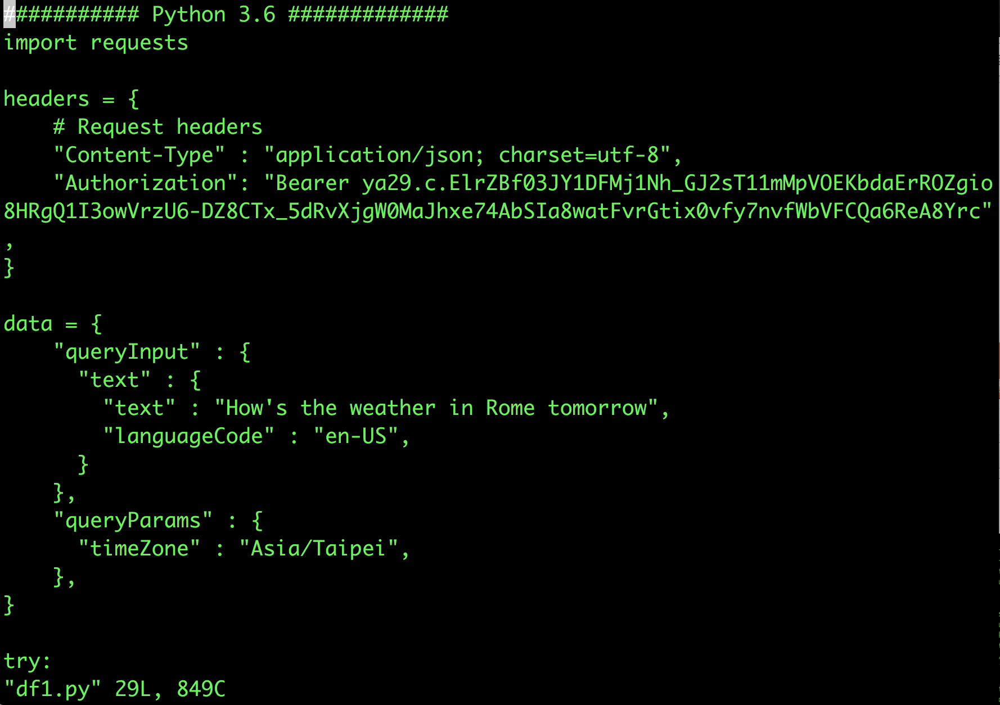 ########### Python 3.6 #############
import requests

headers = {
    # Request headers
    "Content-Type" : "application/json; charset=utf-8",
    "Authorization": "Bearer ya29.c.ElrZBf03JY1DFMj1Nh_GJ2sT11mMpVOEKbdaErROZgio
8HRgQ1I3owVrzU6-DZ8CTx_5dRvXjgW0MaJhxe74AbSIa8watFvrGtix0vfy7nvfWbVFCQa6ReA8Yrc"
,
}

data = {
    "queryInput" : {
      "text" : {
        "text" : "How's the weather in Rome tomorrow",
        "languageCode" : "en-US",
      }
    },
    "queryParams" : {
      "timeZone" : "Asia/Taipei",
    },
}

try:
"df1.py" 29L, 849C